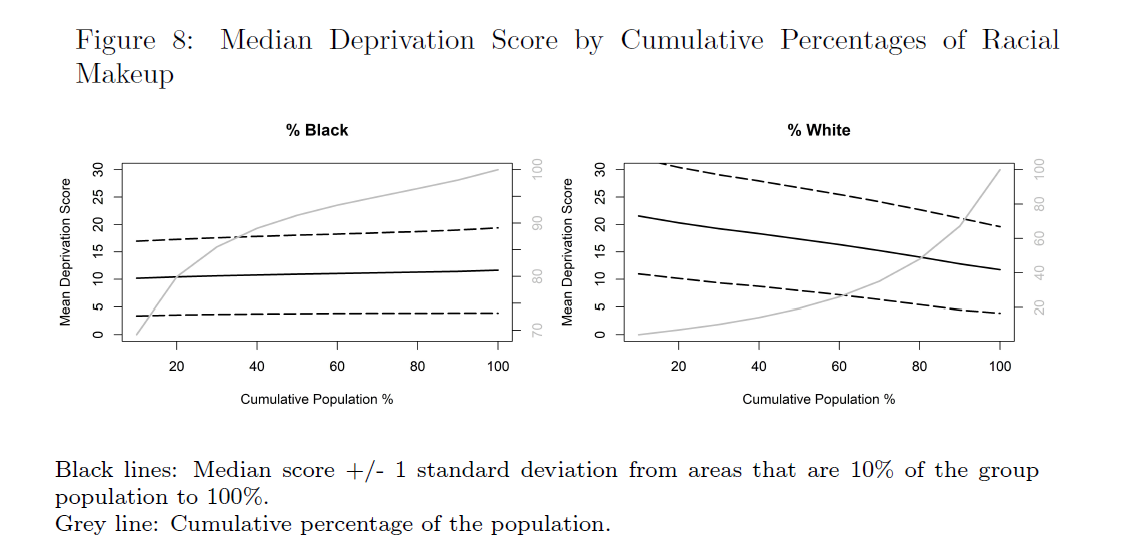 Figure 8: Median Deprivation Score by Cumulative Percentages of Racial
Makeup
% Black
% White
Mean Deprivation Score
30
25
20
15
10
5
0
100
90
80
70
20 40 60 80 100
Cumulative Population %
Mean Deprivation Score
30
25
20
15
10
5
0
100
80
60
40
20
20 40 60 80 100
Cumulative Population %
Black lines: Median score +/- 1 standard deviation from areas that are 10% of the group
population to 100%.
Grey line: Cumulative percentage of the population.